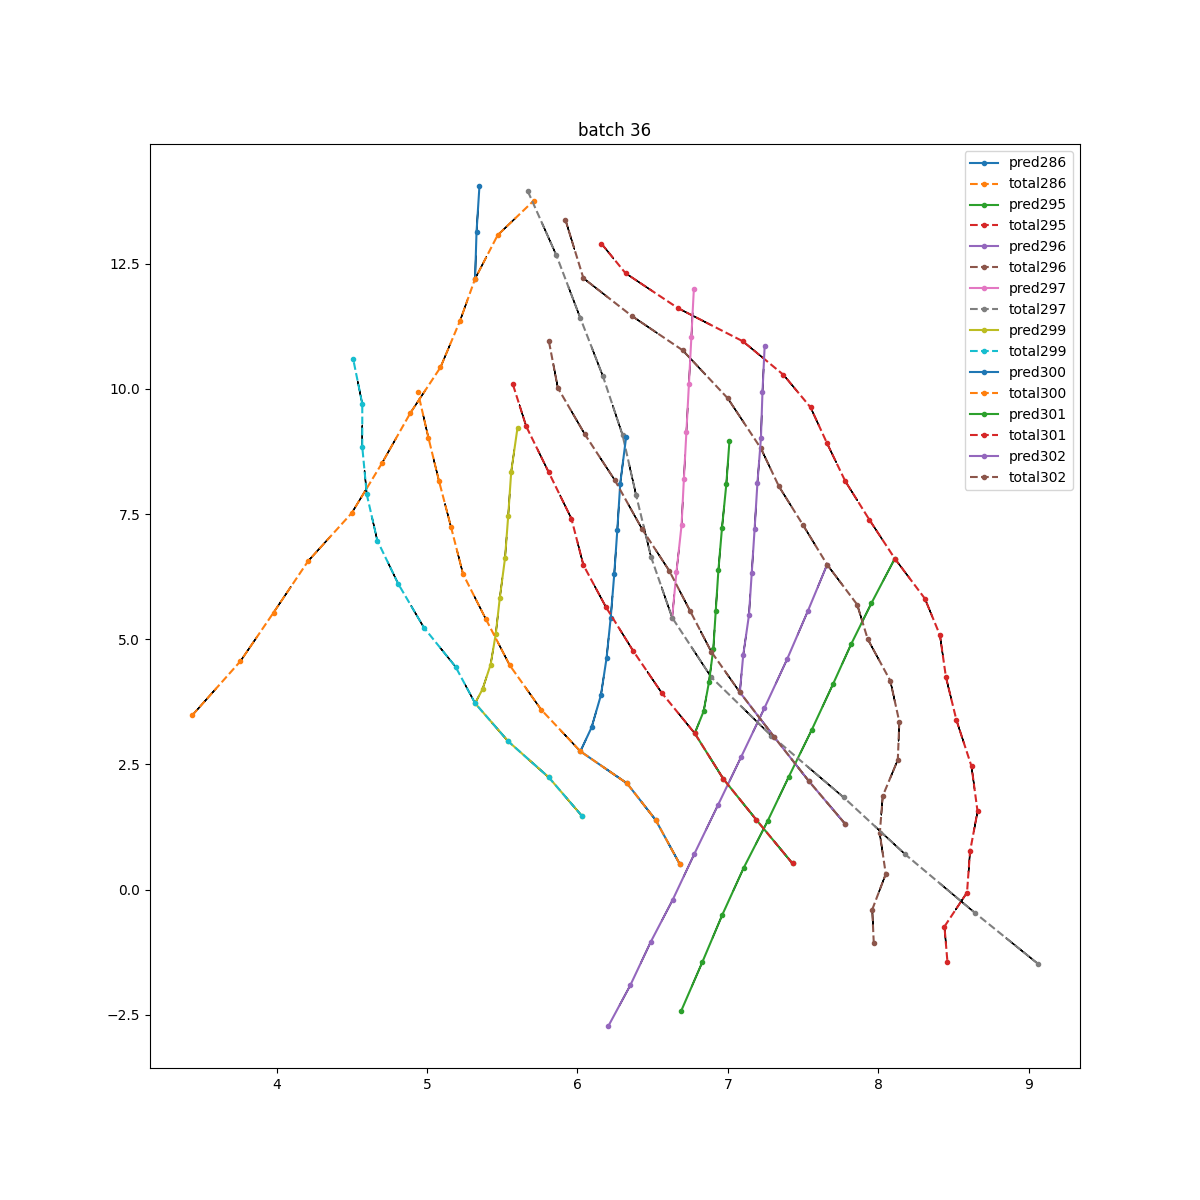 batch 36
pred286
total286
pred295
total295
pred296
total296
pred297
total297
pred299
total299
pred300
total300
pred301
total301
pred302
total302
12.5
10.0
7.5
5.0
2.5
0.0
−2.5
4 5 6 7 8 9